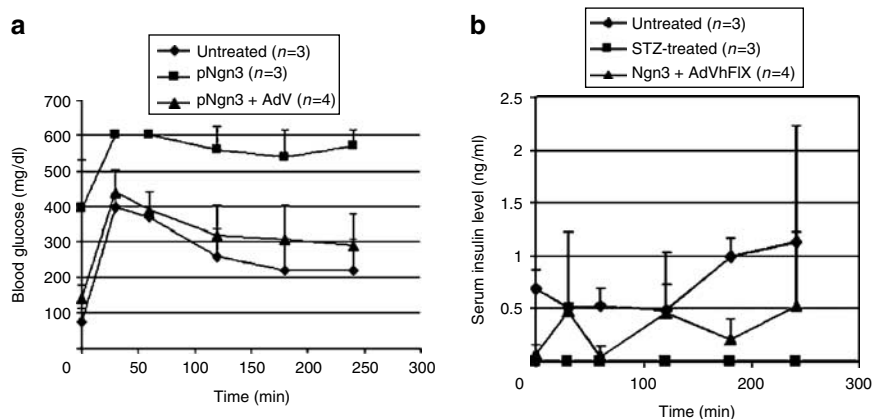 a
Untreated (n=3)
pNgn3 (n=3)
pNgn3 + AdV (n=4)
Blood glucose (mg/dl)
700
600
500
400
300
200
100
0
0 50 100 150 200 250 300
Time (min)
b
Untreated (n=3)
STZ-treated (n=3)
Ngn3 + AdVhFIX (n=4)
Serum insulin level (ng/ml)
2.5
2
1.5
1
0.5
0
0 100 200 300
Time (min)